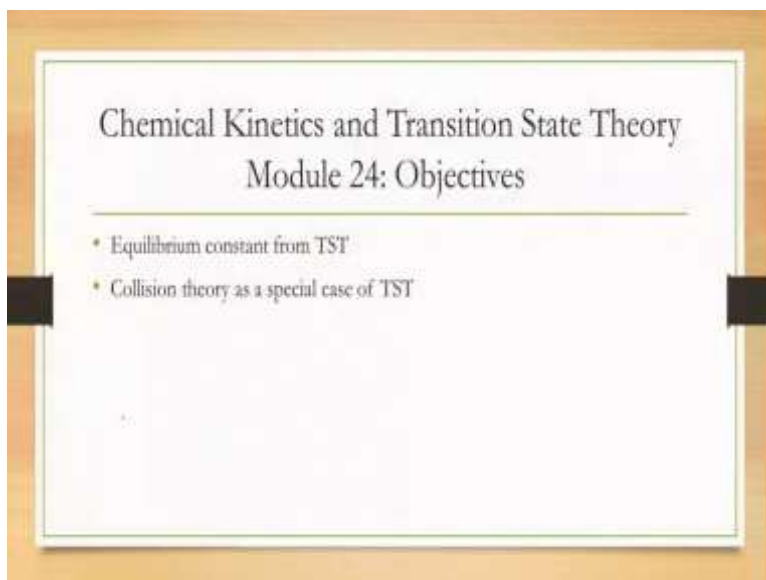 Chemical Kinetics and Transition State Theory
Module 24: Objectives
• Equilibrium constant from TST
• Collision theory as a special case of TST